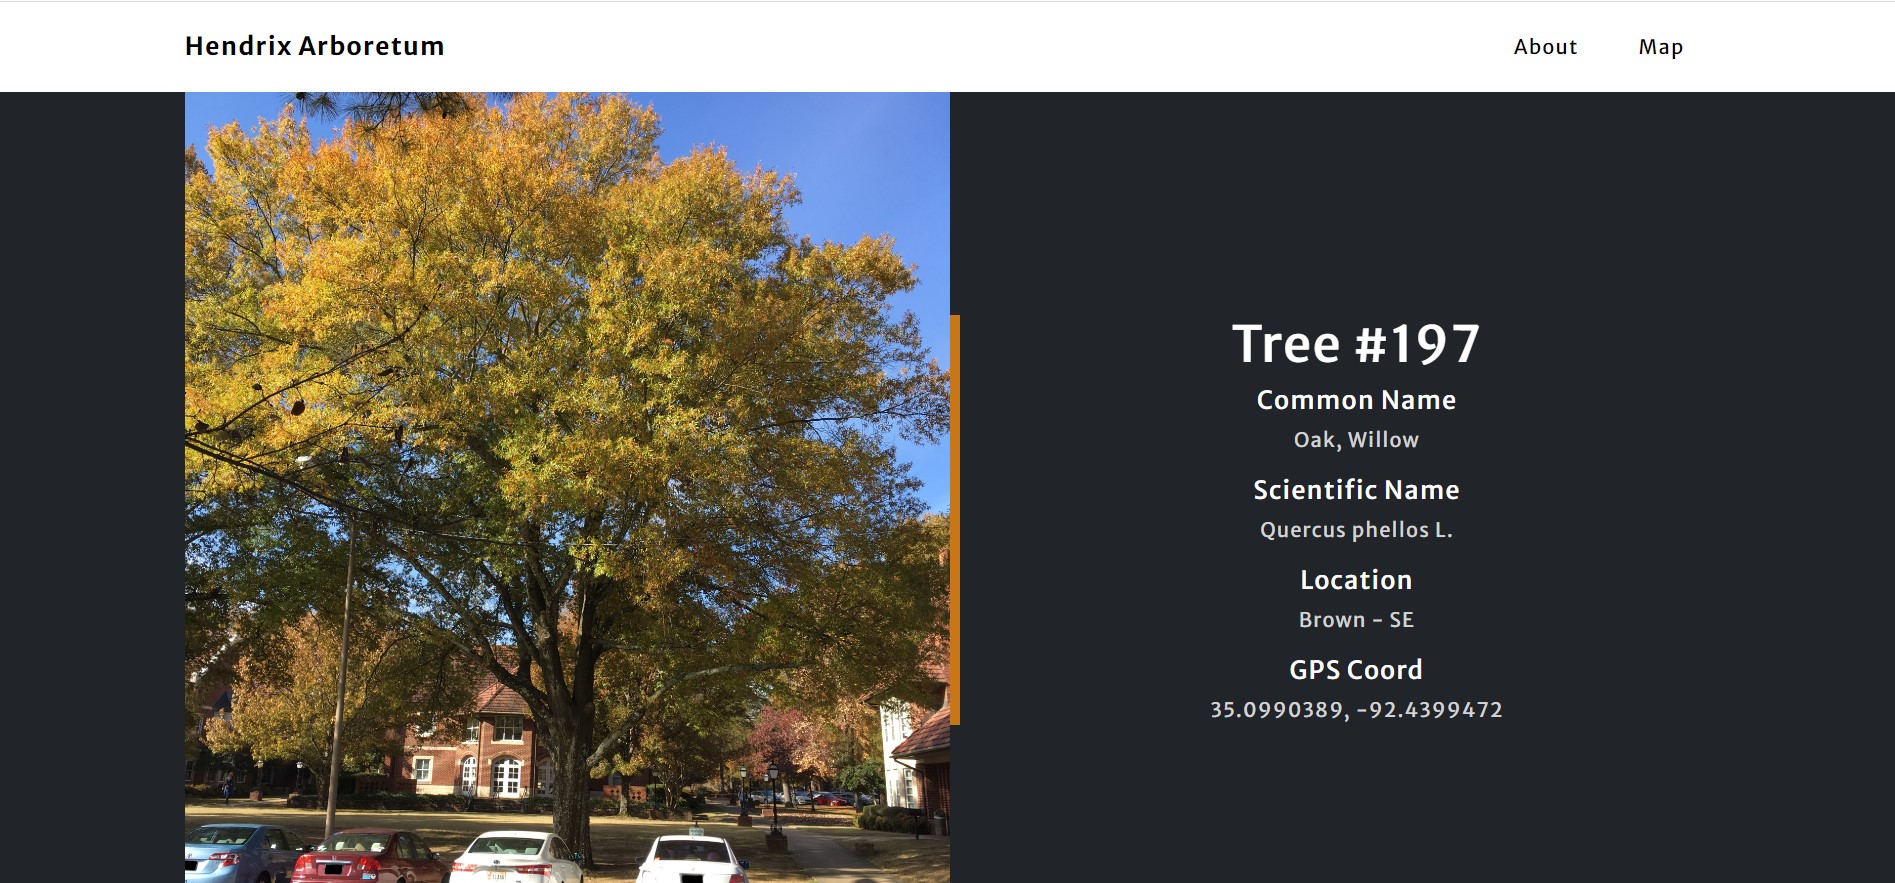 Hendrix Arboretum
About Map
Tree #197
Common Name
Oak, Willow
Scientific Name
Quercus phellos L.
Location
Brown - SE
GPS Coord
35.0990389, -92.4399472